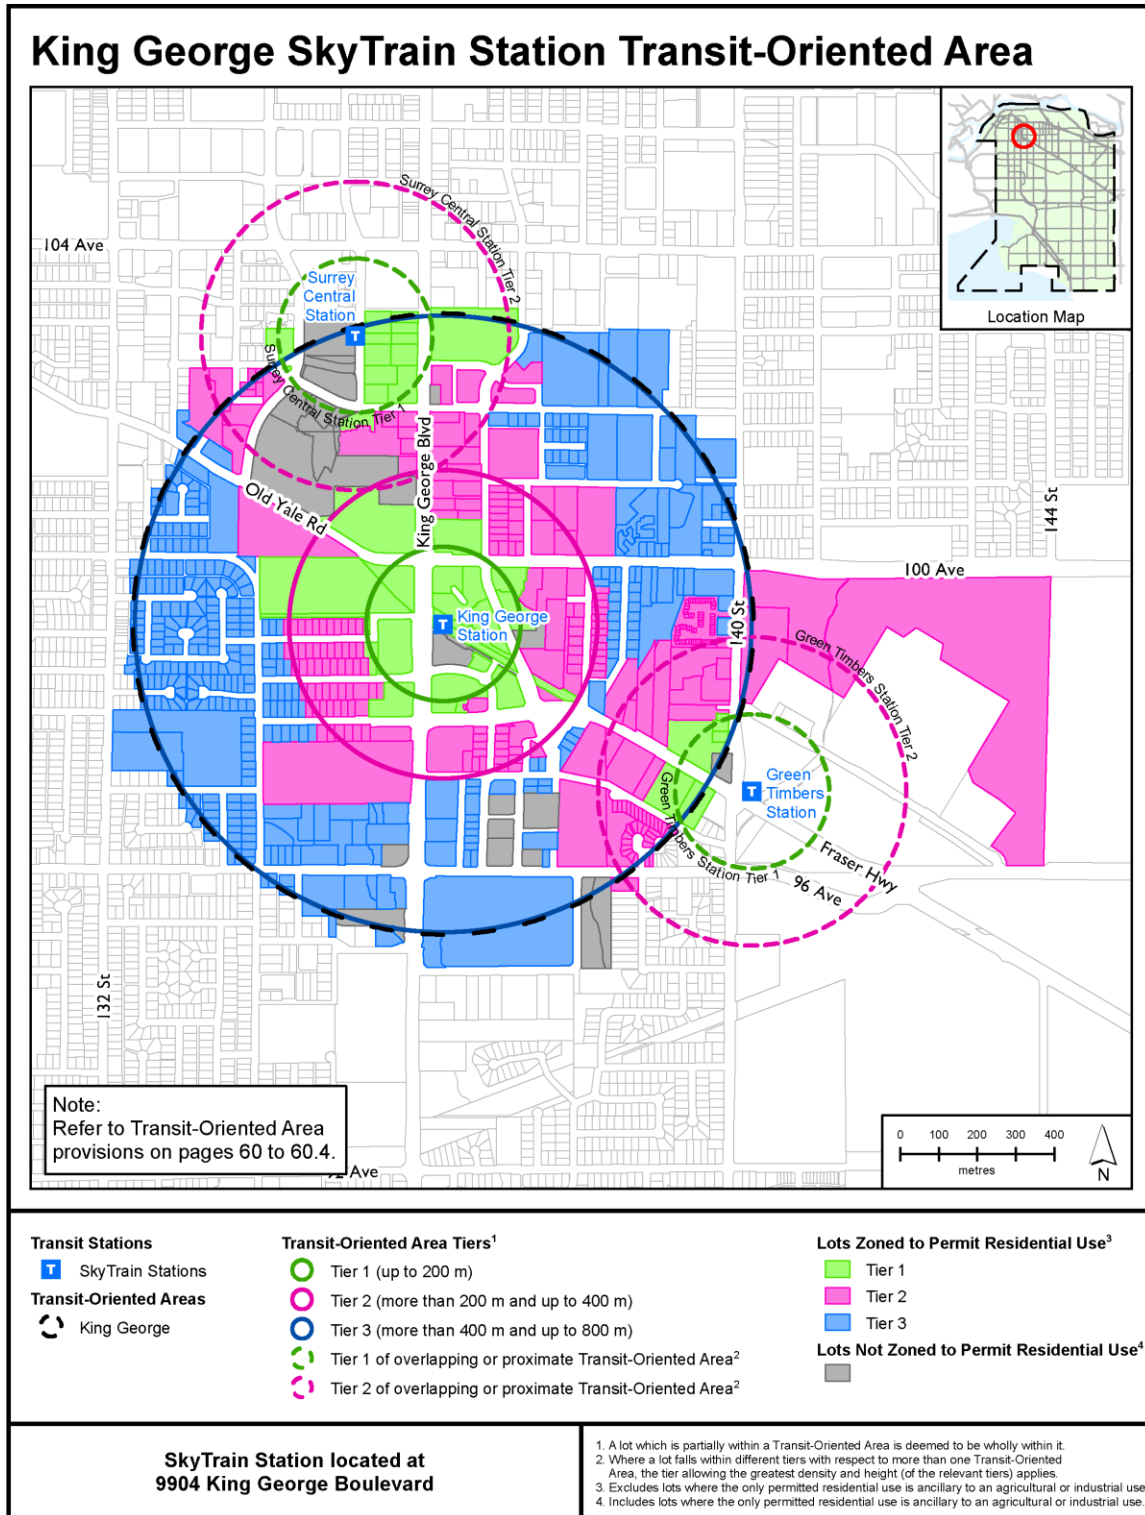 King George SkyTrain Station Transit-Oriented Area
Location Map
104 Ave
Surrey Central Station Tier 2
Surrey
Central
Station
Surrey Central Station Tier 1
King George Blvd
Old Yale Rd
144 St
100 Ave
King George
Station
140 St
Green Timbers Station Tier 2
Green
Timbers
Station
Green Timbers Station Tier 1
Fraser Hwy
96 Ave
132 St
Note:
Refer to Transit-Oriented Area
provisions on pages 60 to 60.4.
Ave
0 100 200 400
metres
N
Transit Stations
T SkyTrain Stations
Transit-Oriented Areas
King George
Transit-Oriented Area Tiers¹
Tier 1 (up to 200 m)
Tier 2 (more than 200 m and up to 400 m)
Tier 3 (more than 400 m and up to 800 m)
Tier 1 of overlapping or proximate Transit-Oriented Area²
Tier 2 of overlapping or proximate Transit-Oriented Area²
Lots Zoned to Permit Residential Use³
Tier 1
Tier 2
Tier 3
Lots Not Zoned to Permit Residential Use⁴
SkyTrain Station located at
9904 King George Boulevard
1. A lot which is partially within a Transit-Oriented Area is deemed to be wholly within it.
2. Where a lot falls within different tiers with respect to more than one Transit-Oriented
Area, the tier allowing the greatest density and height (of the relevant tiers) applies.
3. Excludes lots where the only permitted residential use is ancillary to an agricultural or industrial use.
4. Includes lots where the only permitted residential use is ancillary to an agricultural or industrial use.